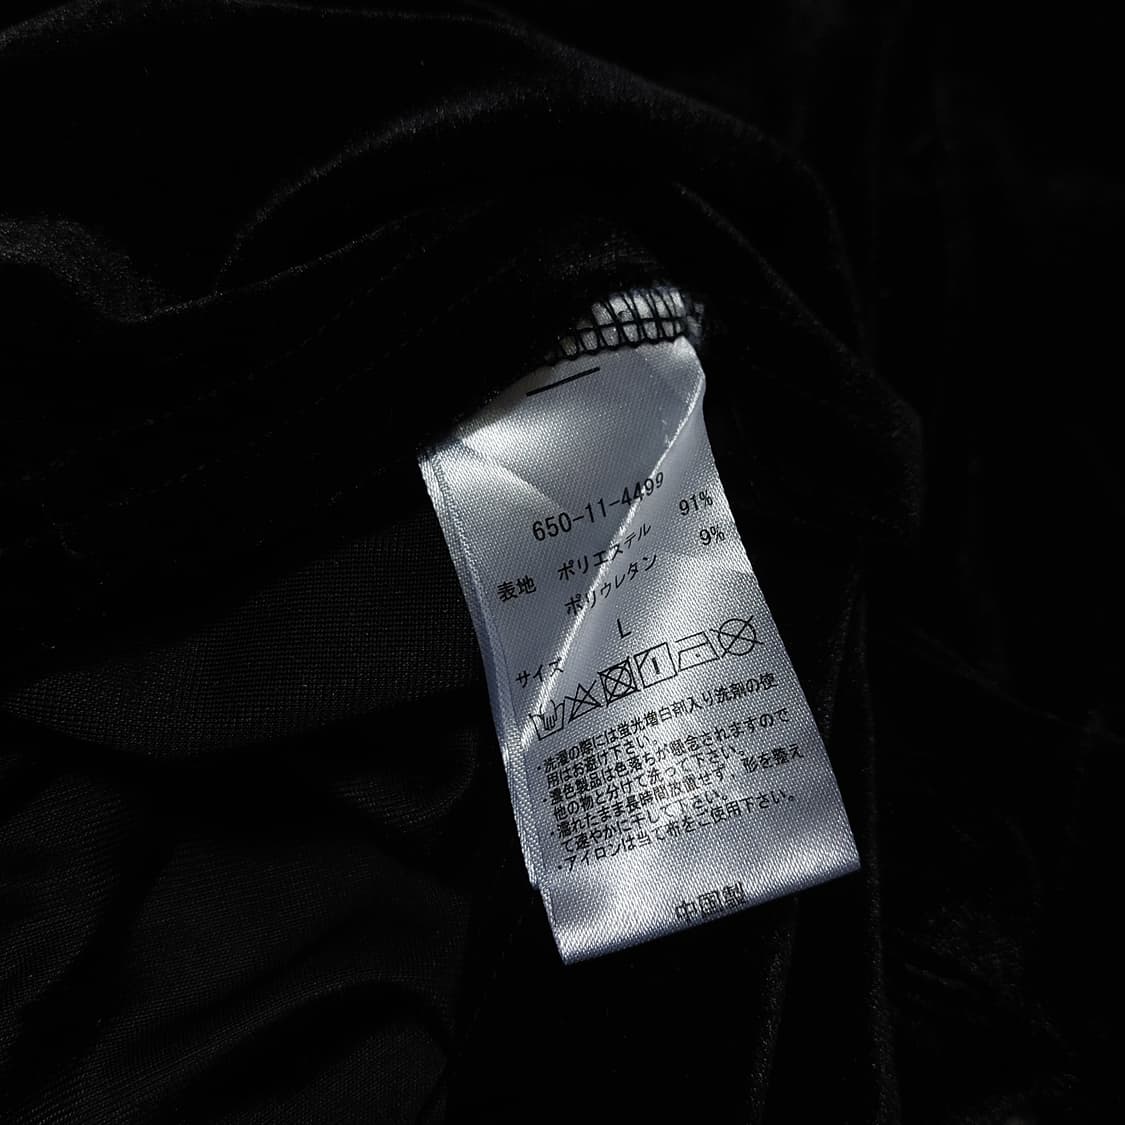 650-11-4499
表地 ポリエステル 91%
ポリウレタン 9%
サイズ L
・洗濯の際には蛍光増白剤入り洗剤の使
用はお避け下さい。
・濃色製品は色落ちが懸念されますので
他の物と分けて洗って下さい。
・濡れたまま長時間放置せず、形を整え
て速やかに干して下さい。
・アイロンは当て布をご使用下さい。
中国製